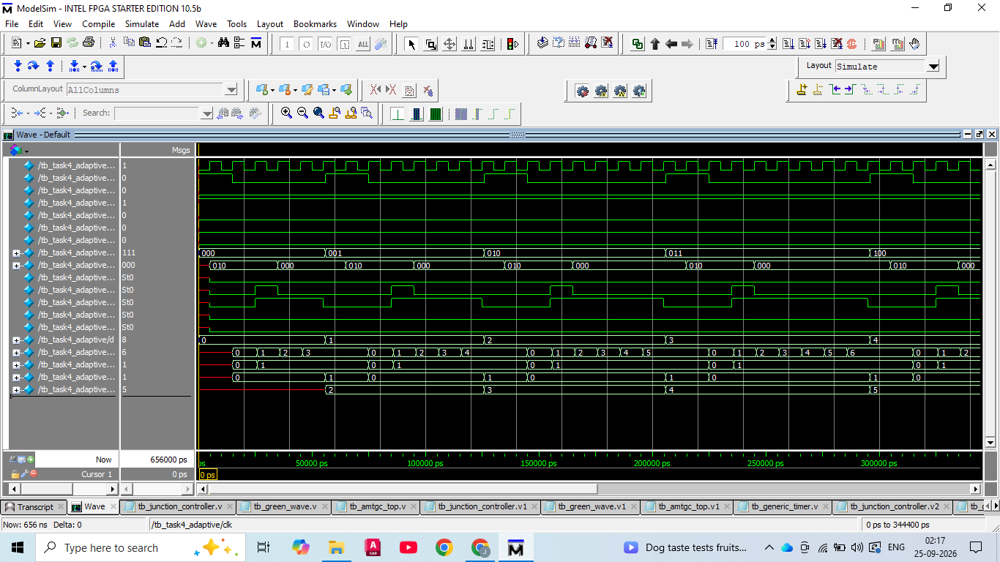 ModelSim - INTEL FPGA STARTER EDITION 10.5b
File Edit View Compile Simulate Add Wave Tools Layout Bookmarks Window Help
100 ps
Layout Simulate
ColumnLayout AllColumns
Search:
Wave - Default
Msgs
/tb_task4_adaptive... 1
/tb_task4_adaptive... 0
/tb_task4_adaptive... 0
/tb_task4_adaptive... 1
/tb_task4_adaptive... 0
/tb_task4_adaptive... 0
/tb_task4_adaptive... 0
/tb_task4_adaptive... 111 000 001 010 011 100
/tb_task4_adaptive... 000 010 000 010 000 010 000 010 000 010 000
/tb_task4_adaptive... St0
/tb_task4_adaptive... St0
/tb_task4_adaptive... St0
/tb_task4_adaptive... St0
/tb_task4_adaptive... St0
/tb_task4_adaptive/d 8 0 1 2 3 4
/tb_task4_adaptive... 6 0 1 2 3 0 1 2 3 4 0 1 2 3 4 5 0 1 2 3 4 5 6 0 1 2
/tb_task4_adaptive... 1 0 1 0 1 0 1 0 1 0 1
/tb_task4_adaptive... 1 0 1 0 1 0 1 0 1 0
/tb_task4_adaptive... 5 2 3 4 5
Now 656000 ps ps 50000 ps 100000 ps 150000 ps 200000 ps 250000 ps 300000 ps
Cursor 1 0 ps 0 ps
Transcript Wave tb_junction_controller.v tb_green_wave.v tb_amtgc_top.v tb_junction_controller.v1 tb_green_wave.v1 tb_amtgc_top.v1 tb_generic_timer.v tb_junction_controller.v2
Now: 656 ns Delta: 0 /tb_task4_adaptive/clk 0 ps to 344400 ps
Type here to search Dog taste tests fruits... ENG 02:17
25-09-2026